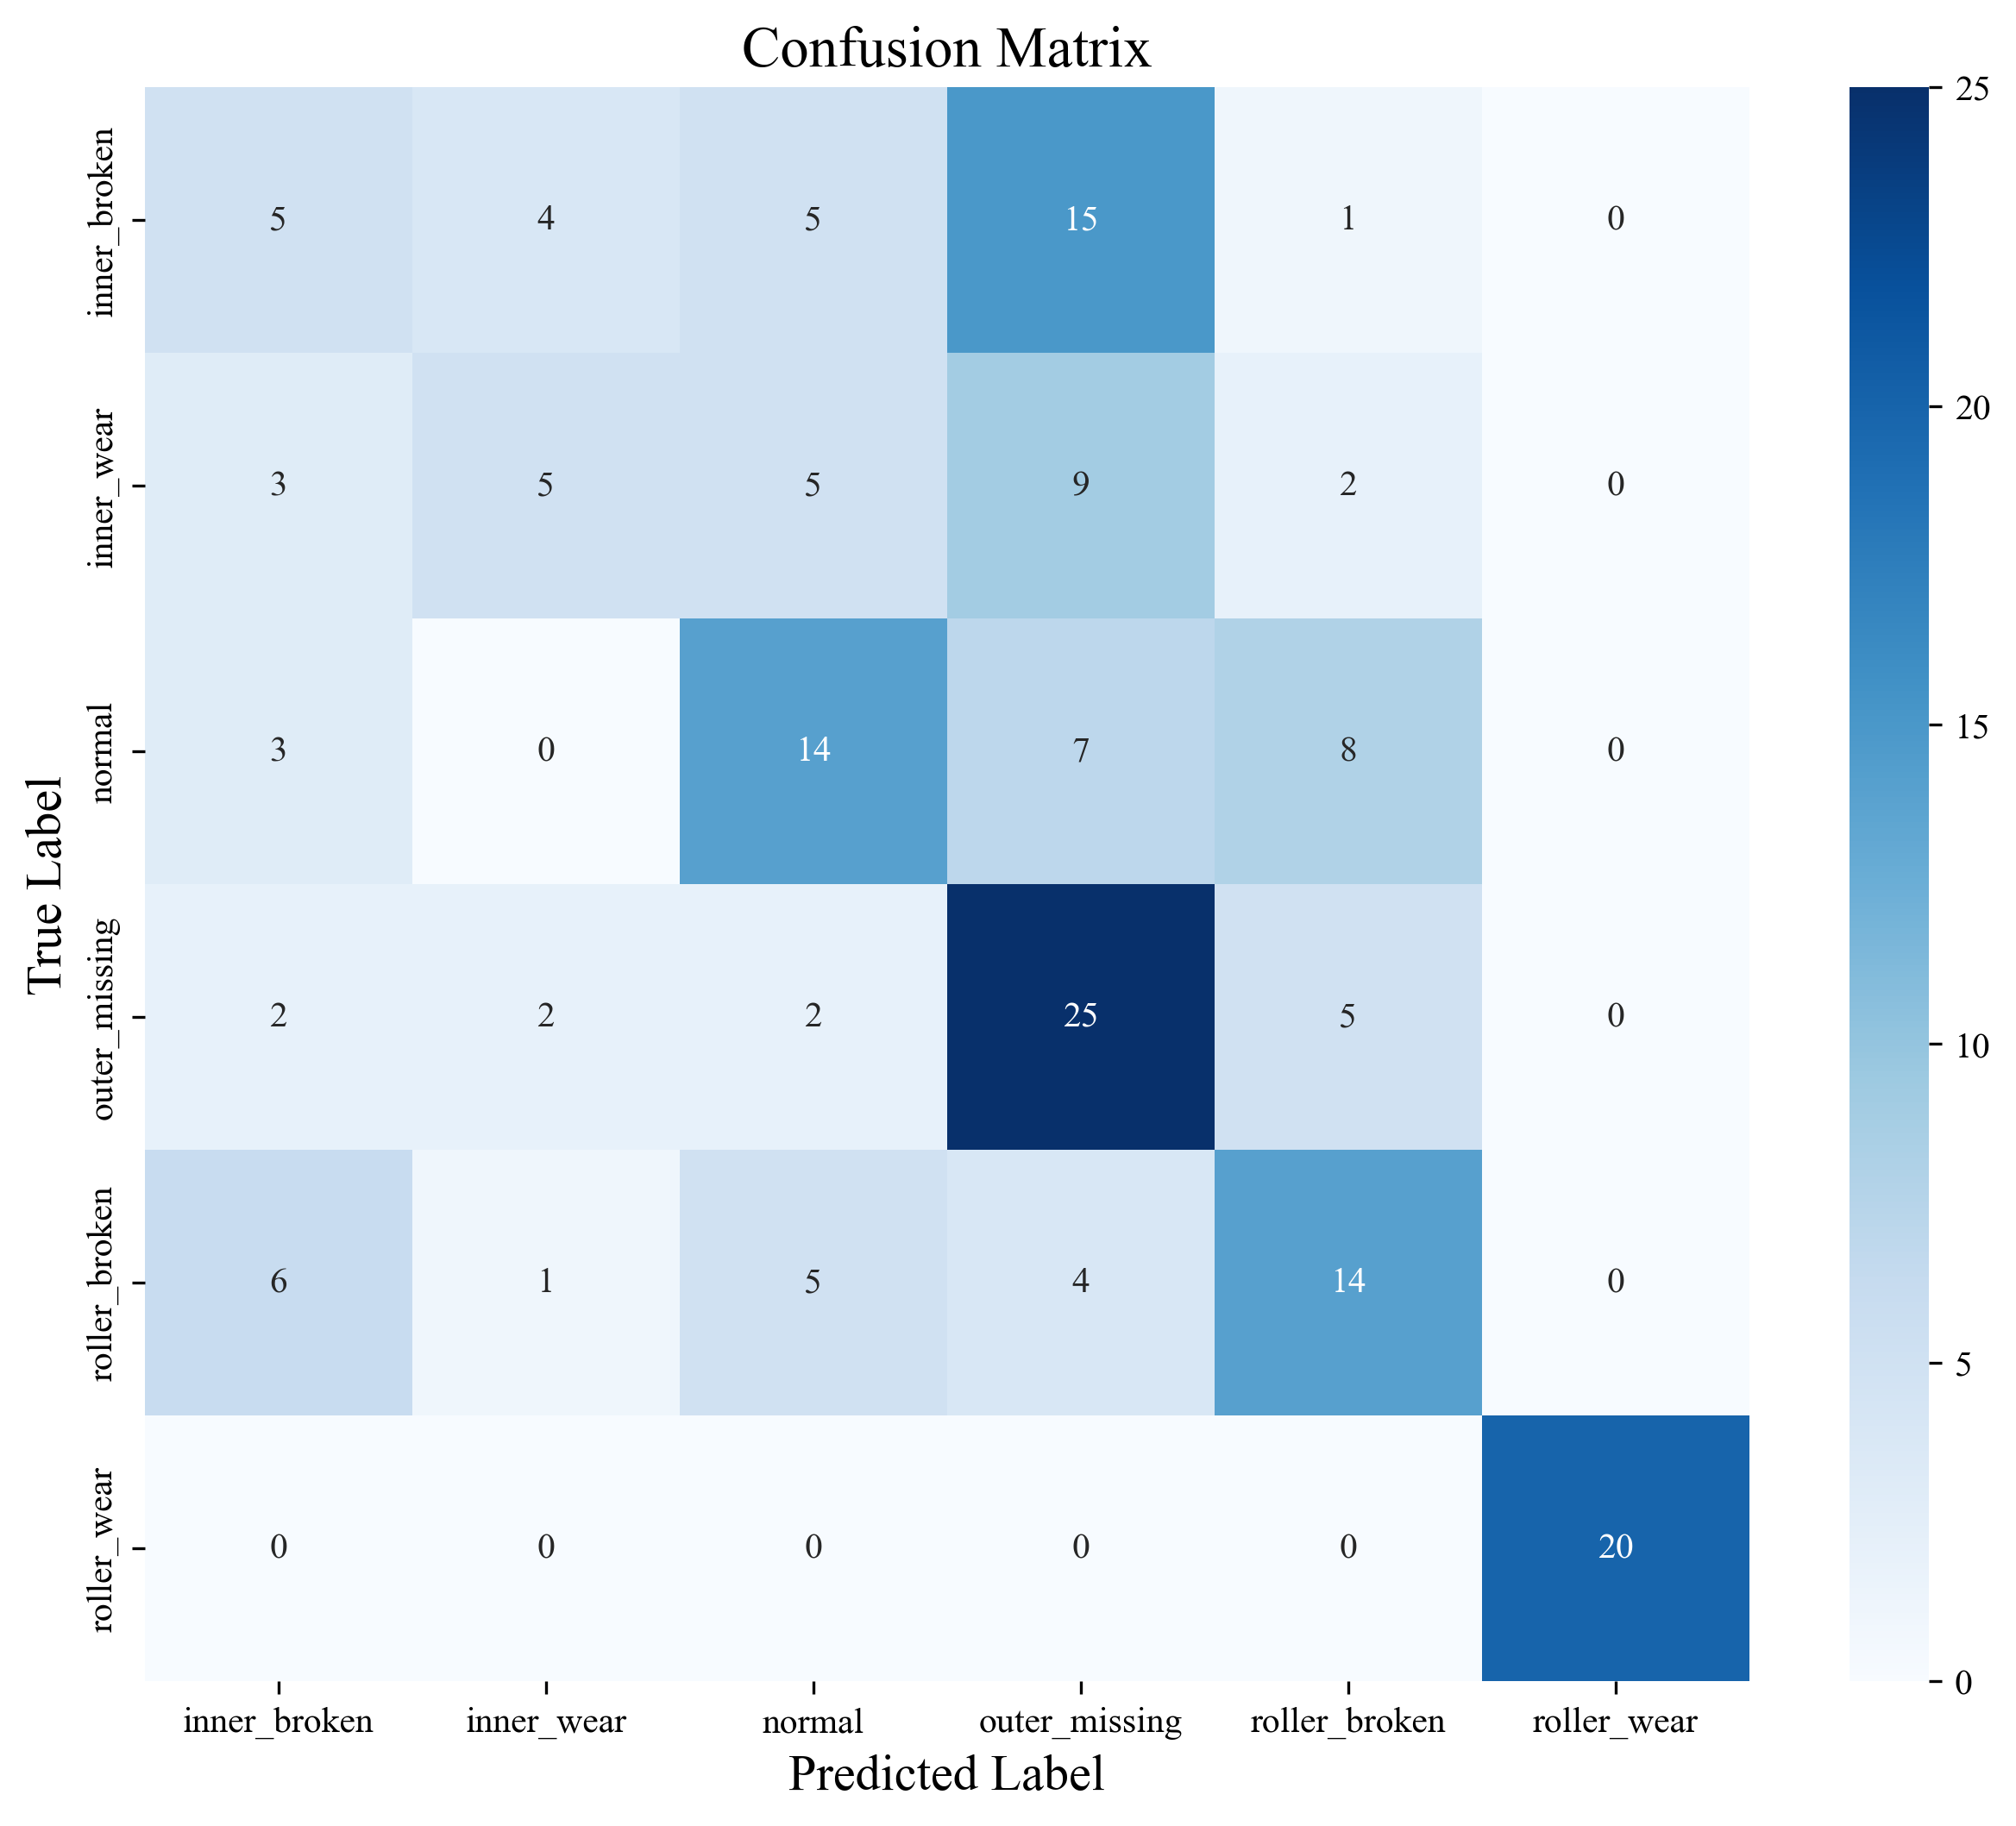 Confusion Matrix
True Label
inner_broken 5 4 5 15 1 0
inner_wear 3 5 5 9 2 0
normal 3 0 14 7 8 0
outer_missing 2 2 2 25 5 0
roller_broken 6 1 5 4 14 0
roller_wear 0 0 0 0 0 20
inner_broken inner_wear normal outer_missing roller_broken roller_wear
Predicted Label
25
20
15
10
5
0